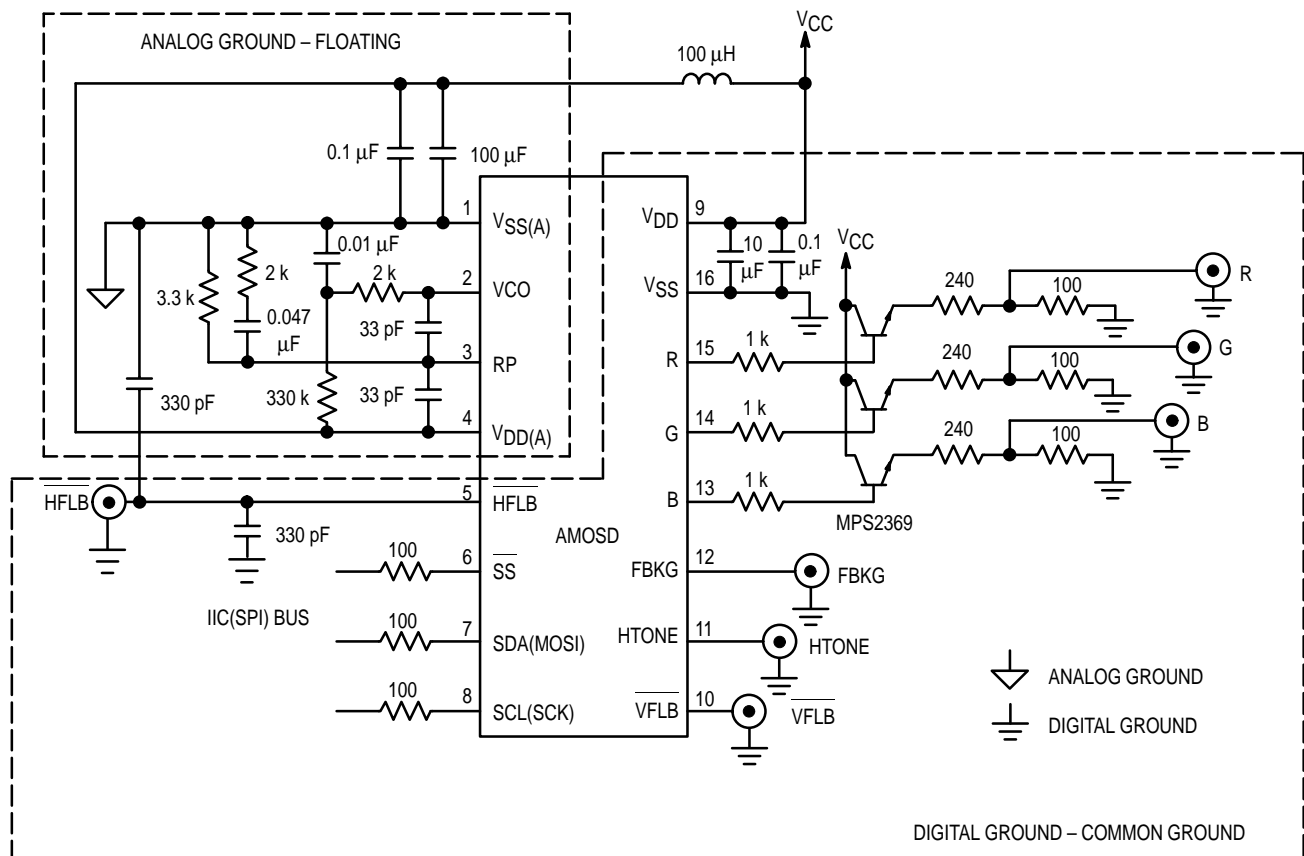 ANALOG GROUND – FLOATING
VCC
100 µH
0.1 µF
100 µF
1
VSS(A)
VDD
9
0.01 µF
10 µF
0.1 µF
VCC
2 k
2 k
2
VCO
VSS
16
240
100
R
3.3 k
0.047 µF
33 pF
3
RP
R
15
1 k
240
100
G
330 pF
330 k
33 pF
4
VDD(A)
G
14
1 k
240
100
B
HFLB
5
HFLB
B
13
1 k
MPS2369
330 pF
AMOSD
100
6
SS
FBKG
12
FBKG
IIC(SPI) BUS
100
7
SDA(MOSI)
HTONE
11
HTONE
ANALOG GROUND
100
8
SCL(SCK)
VFLB
10
VFLB
DIGITAL GROUND
DIGITAL GROUND – COMMON GROUND